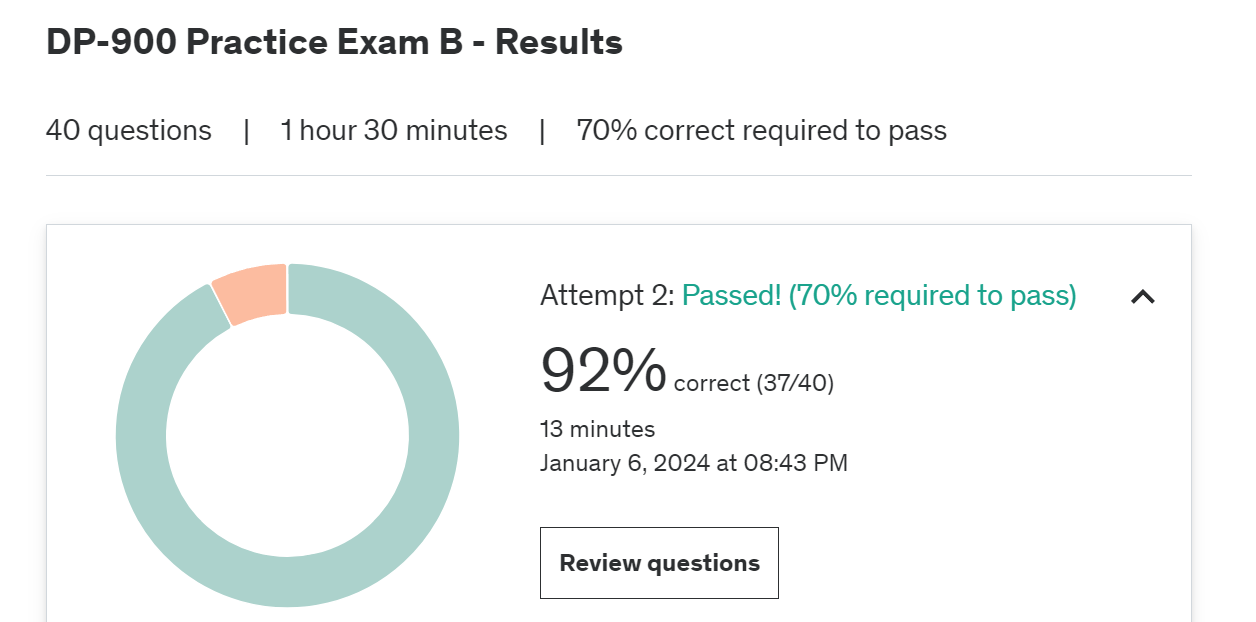 DP-900 Practice Exam B - Results
40 questions | 1 hour 30 minutes | 70% correct required to pass
Attempt 2: Passed! (70% required to pass)
92% correct (37/40)
13 minutes
January 6, 2024 at 08:43 PM
Review questions